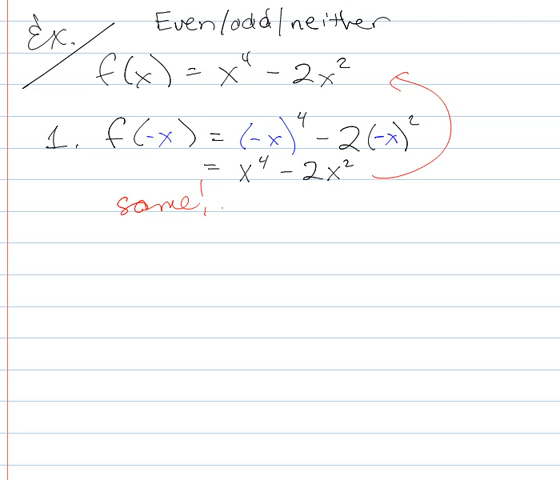 Ex. Even/odd/neither
f(x) = x⁴ - 2x²
1. f(-x) = (-x)⁴ - 2(-x)²
= x⁴ - 2x²
same!